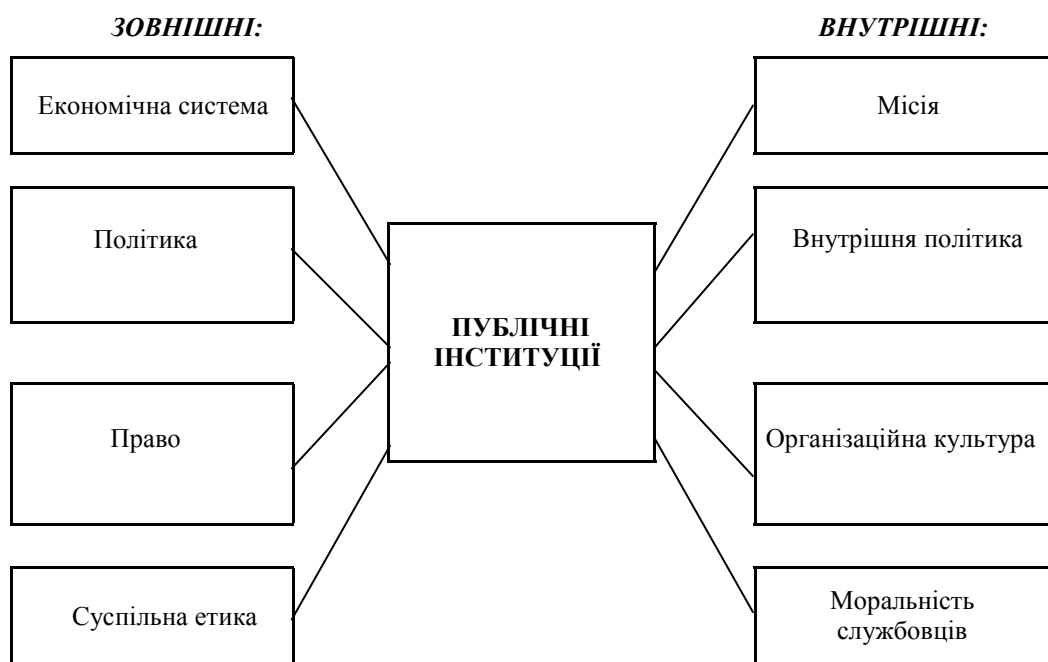 ЗОВНІШНІ:
ВНУТРІШНІ:
Економічна система
Місія
Політика
Внутрішня політика
ПУБЛІЧНІ
ІНСТИТУЦІЇ
Право
Організаційна культура
Суспільна етика
Моральність
службовців